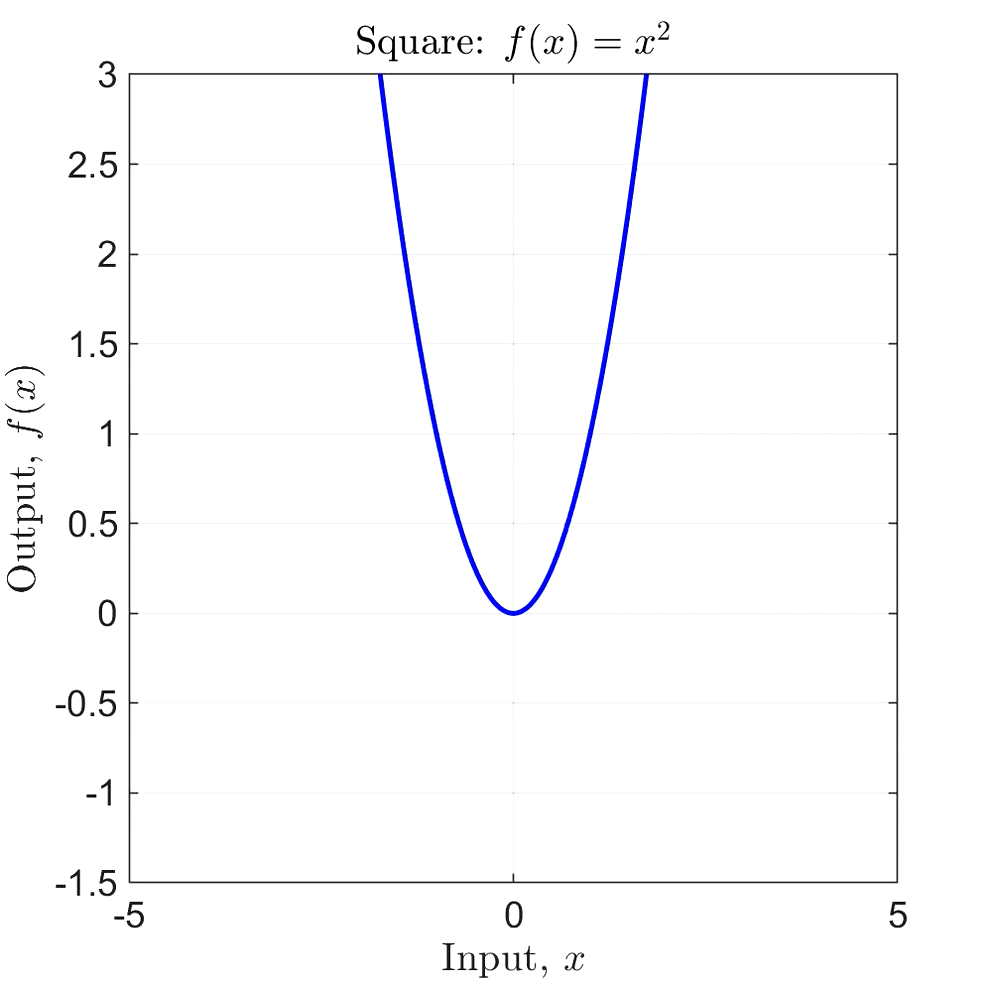 Square: f(x) = x²
3
2.5
2
1.5
1
0.5
0
-0.5
-1
-1.5
Output, f(x)
-5 0 5
Input, x